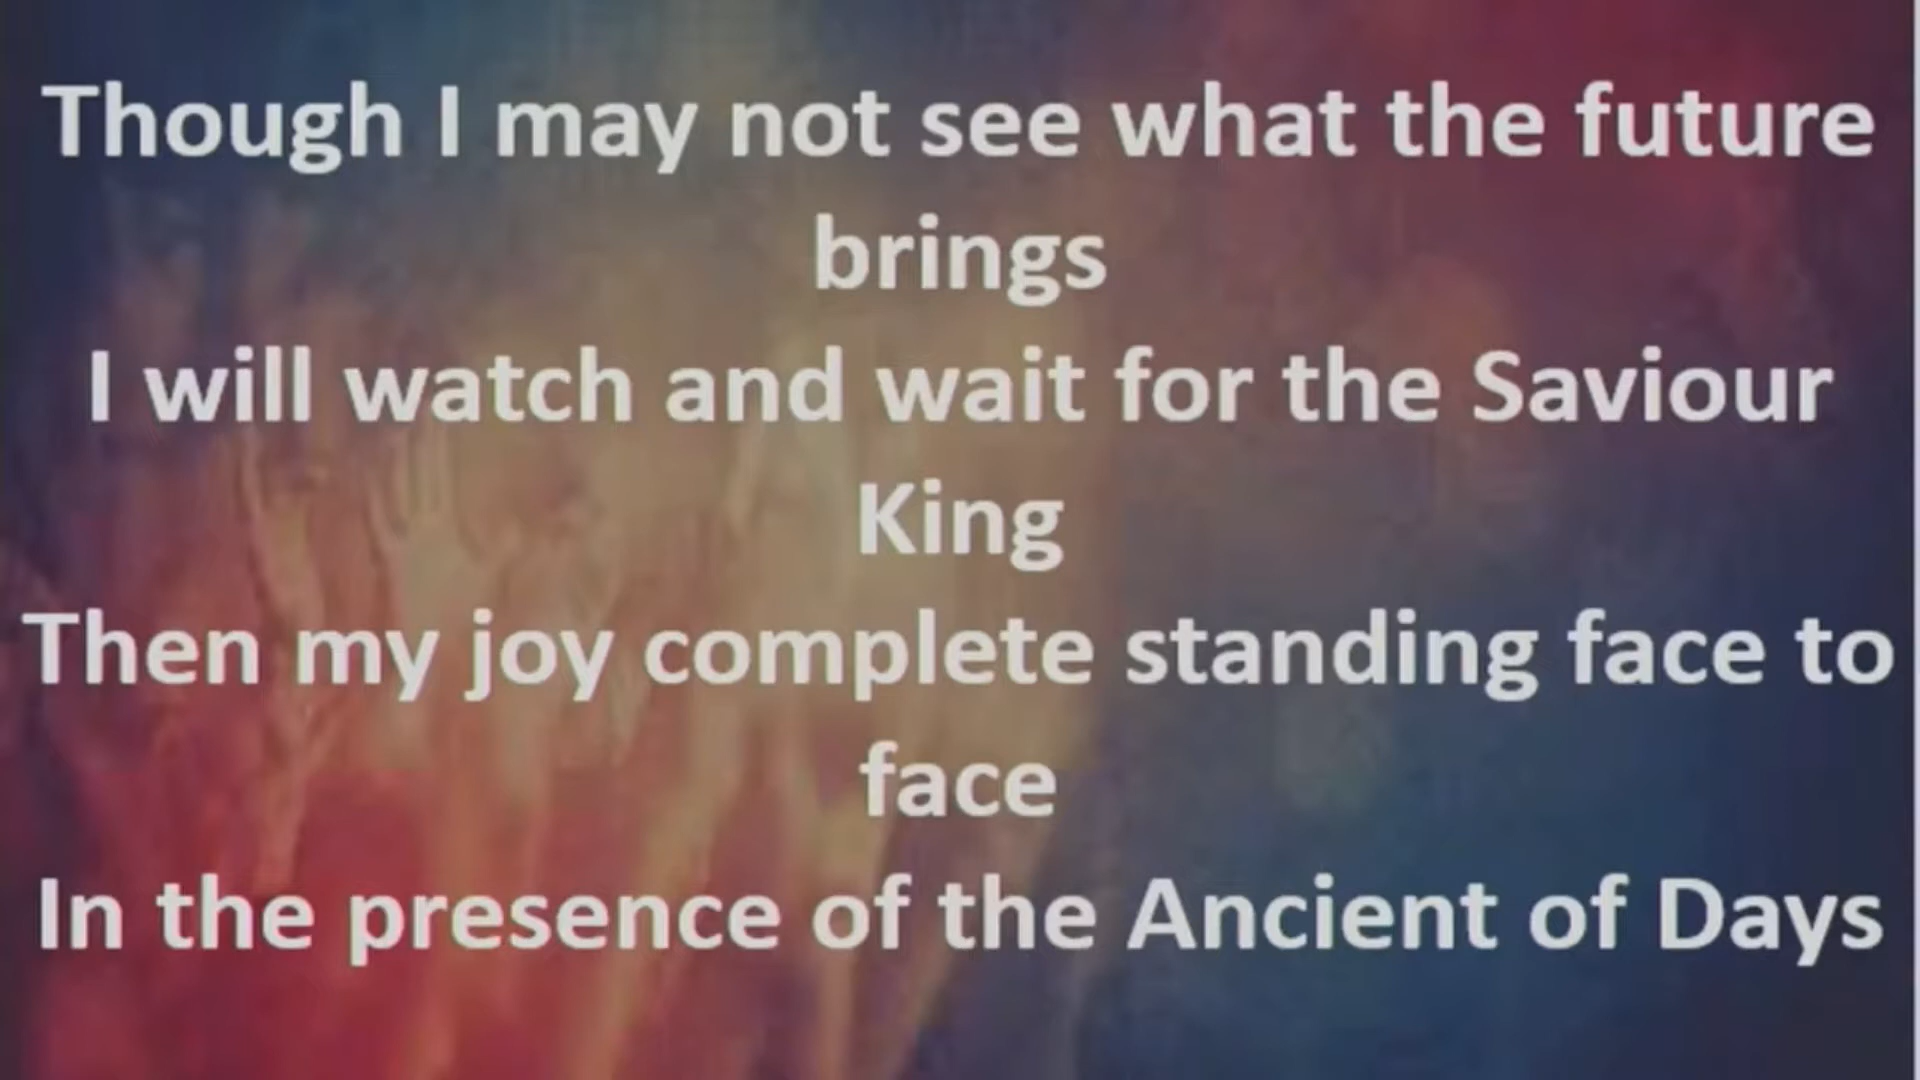 Though I may not see what the future
brings
I will watch and wait for the Saviour
King
Then my joy complete standing face to
face
In the presence of the Ancient of Days